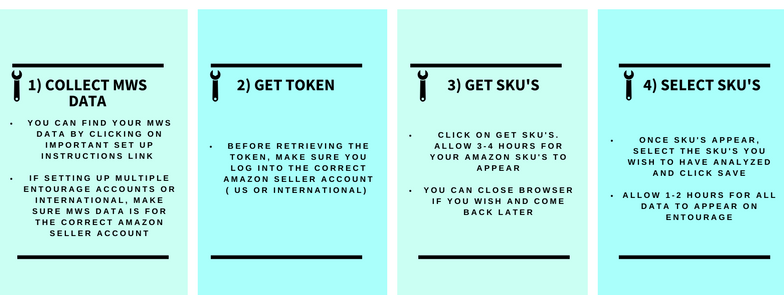 1) COLLECT MWS
DATA
• YOU CAN FIND YOUR MWS
DATA BY CLICKING ON
IMPORTANT SET UP
INSTRUCTIONS LINK
• IF SETTING UP MULTIPLE
ENTOURAGE ACCOUNTS OR
INTERNATIONAL, MAKE
SURE MWS DATA IS FOR
THE CORRECT AMAZON
SELLER ACCOUNT
2) GET TOKEN
• BEFORE RETRIEVING THE
TOKEN, MAKE SURE YOU
LOG INTO THE CORRECT
AMAZON SELLER ACCOUNT
( US OR INTERNATIONAL)
3) GET SKU'S
• CLICK ON GET SKU'S.
ALLOW 3-4 HOURS FOR
YOUR AMAZON SKU'S TO
APPEAR
• YOU CAN CLOSE BROWSER
IF YOU WISH AND COME
BACK LATER
4) SELECT SKU'S
• ONCE SKU'S APPEAR,
SELECT THE SKU'S YOU
WISH TO HAVE ANALYZED
AND CLICK SAVE
• ALLOW 1-2 HOURS FOR ALL
DATA TO APPEAR ON
ENTOURAGE